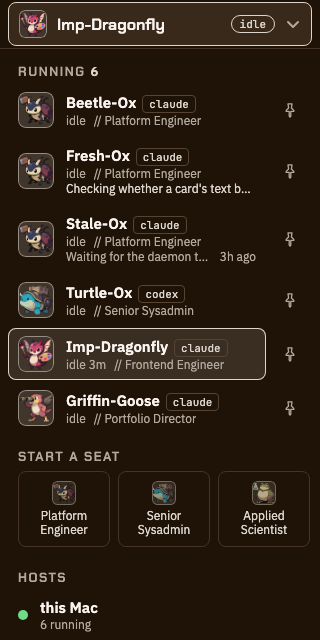 Imp-Dragonfly idle
RUNNING 6
Beetle-Ox claude
idle // Platform Engineer
Fresh-Ox claude
idle // Platform Engineer
Checking whether a card's text b...
Stale-Ox claude
idle // Platform Engineer
Waiting for the daemon t... 3h ago
Turtle-Ox codex
idle // Senior Sysadmin
Imp-Dragonfly claude
idle 3m // Frontend Engineer
Griffin-Goose claude
idle // Portfolio Director
START A SEAT
Platform
Engineer
Senior
Sysadmin
Applied
Scientist
HOSTS
this Mac
6 running